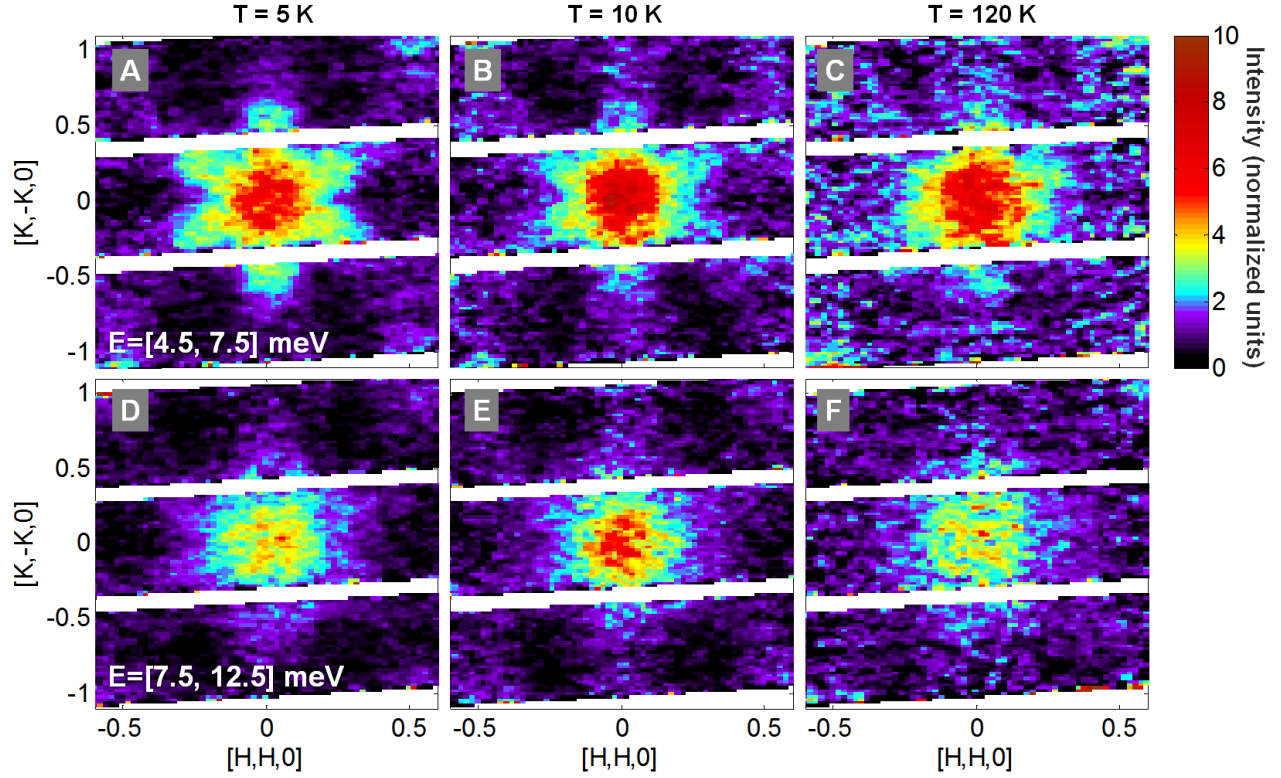 T = 5 K
T = 10 K
T = 120 K
A
B
C
1
0.5
0
-0.5
-1
[K,-K,0]
E=[4.5, 7.5] meV
10
8
6
4
2
0
Intensity (normalized units)
D
E
F
1
0.5
0
-0.5
-1
[K,-K,0]
E=[7.5, 12.5] meV
-0.5
0
0.5
-0.5
0
0.5
-0.5
0
0.5
[H,H,0]
[H,H,0]
[H,H,0]